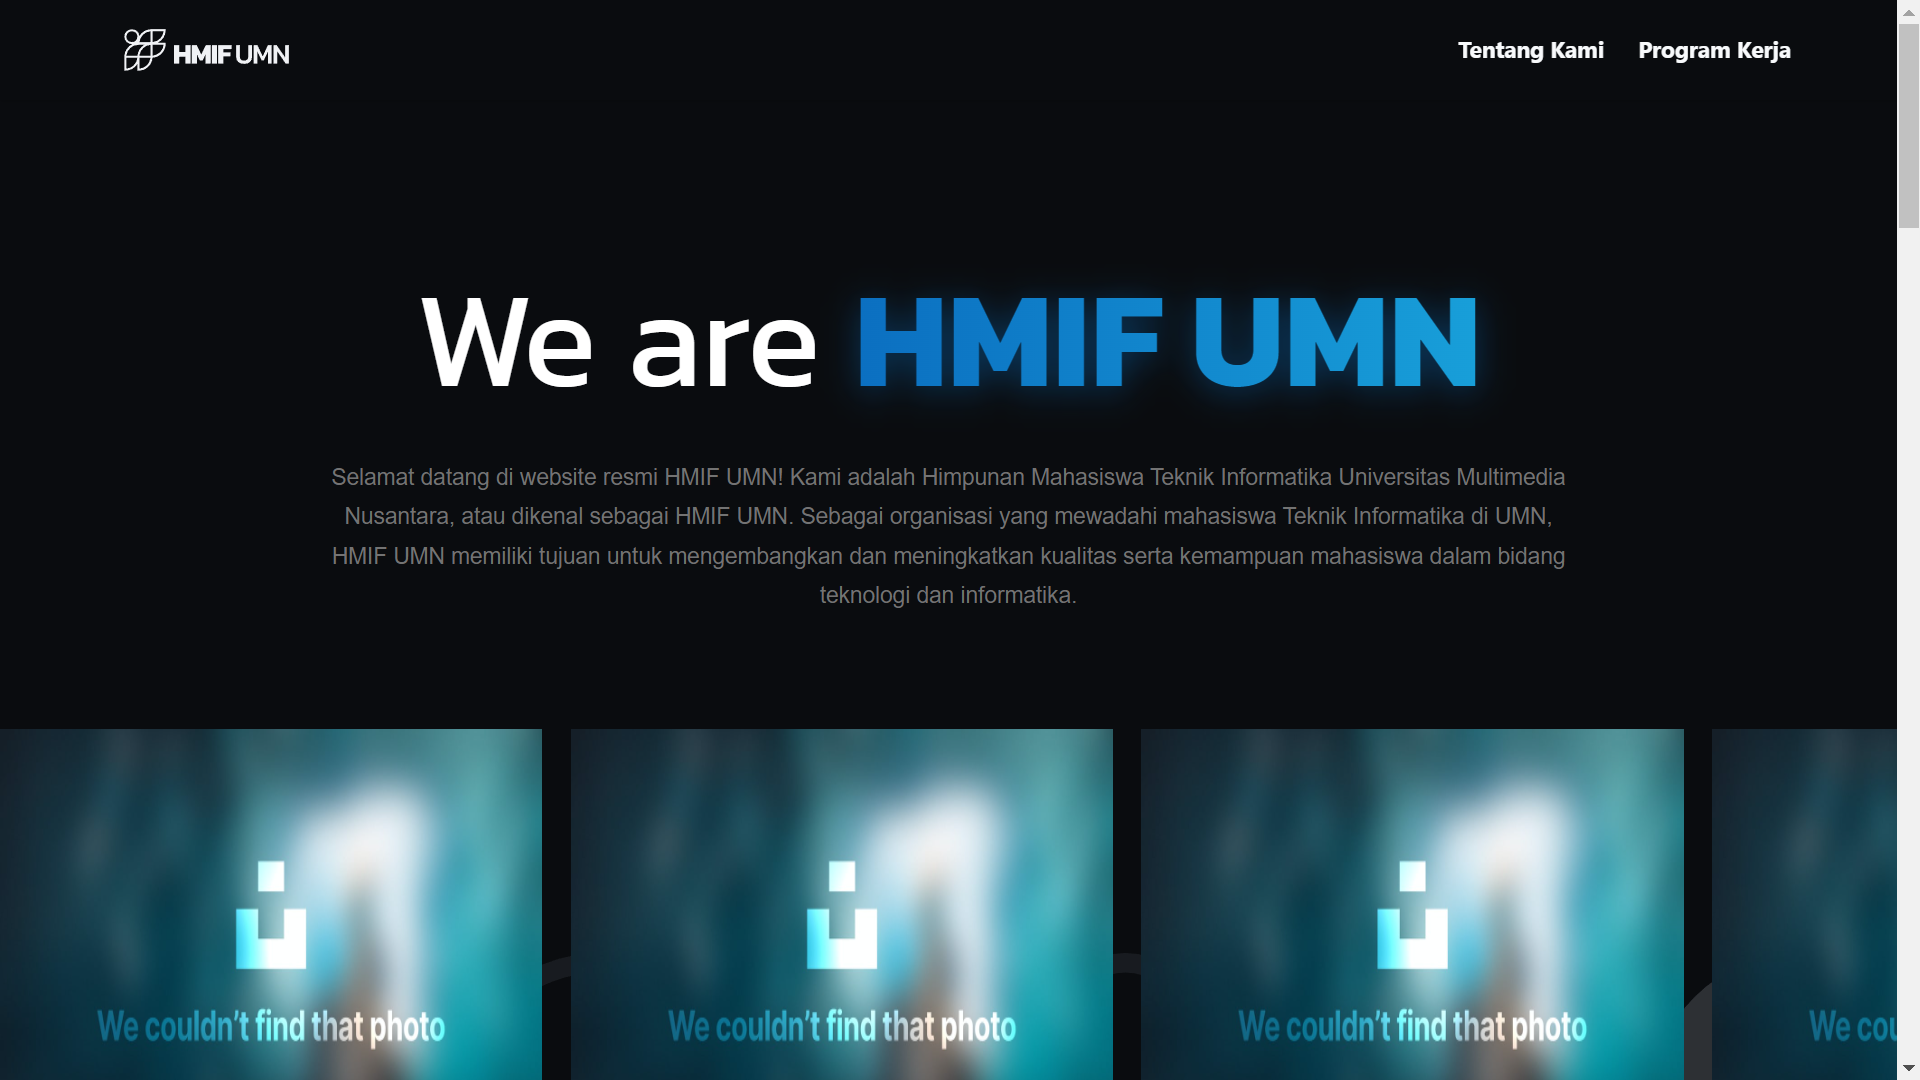 HMIF UMN
Tentang Kami
Program Kerja
We are HMIF UMN
Selamat datang di website resmi HMIF UMN! Kami adalah Himpunan Mahasiswa Teknik Informatika Universitas Multimedia
Nusantara, atau dikenal sebagai HMIF UMN. Sebagai organisasi yang mewadahi mahasiswa Teknik Informatika di UMN,
HMIF UMN memiliki tujuan untuk mengembangkan dan meningkatkan kualitas serta kemampuan mahasiswa dalam bidang
teknologi dan informatika.
We couldn't find that photo
We couldn't find that photo
We couldn't find that photo
We cou